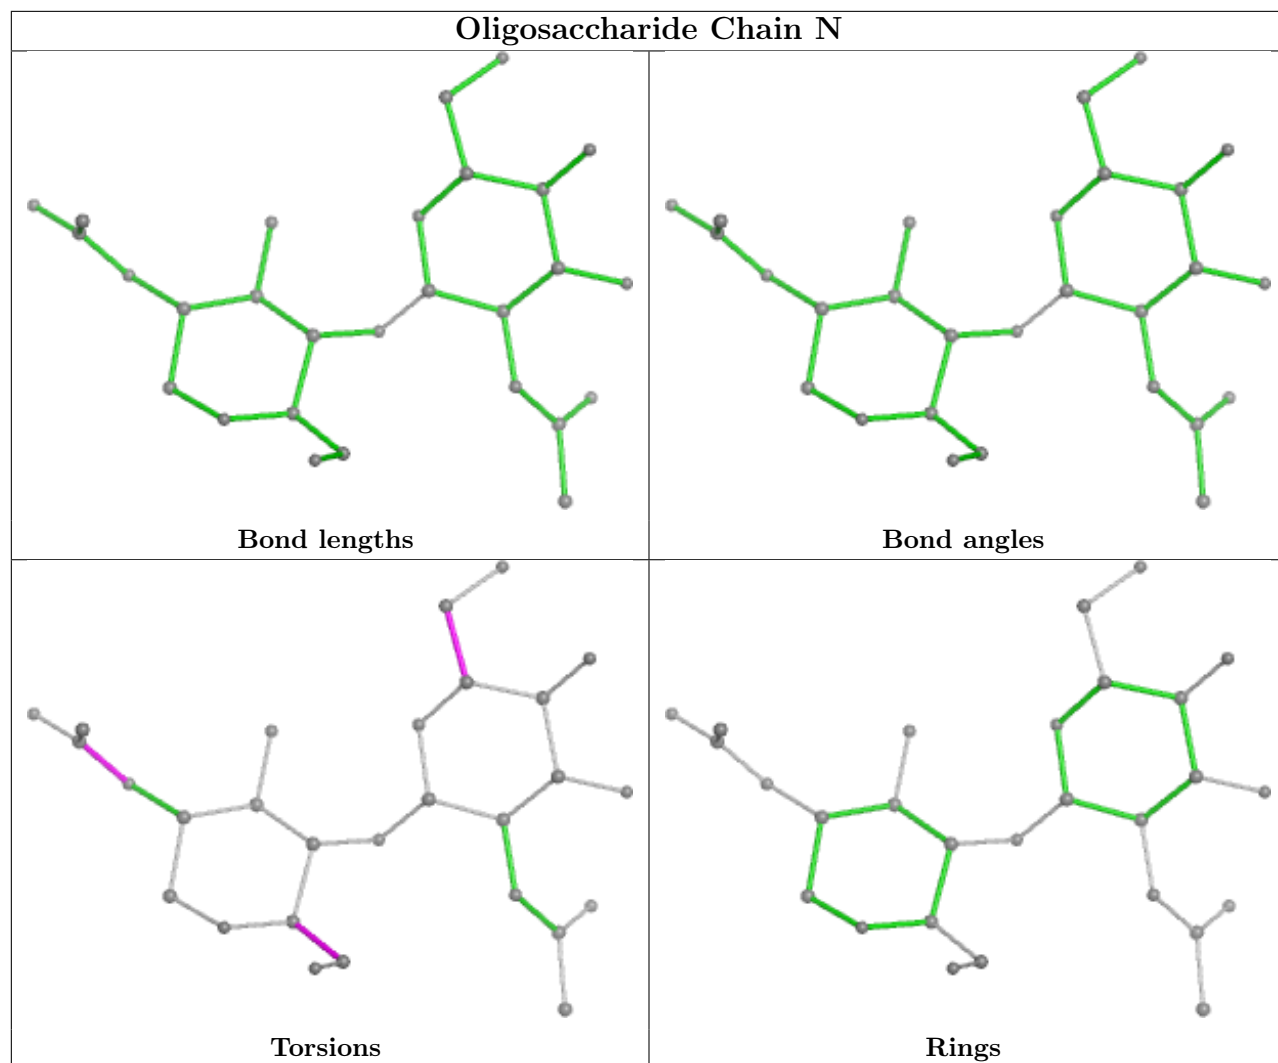 Oligosaccharide Chain N
Bond lengths
Bond angles
Torsions
Rings